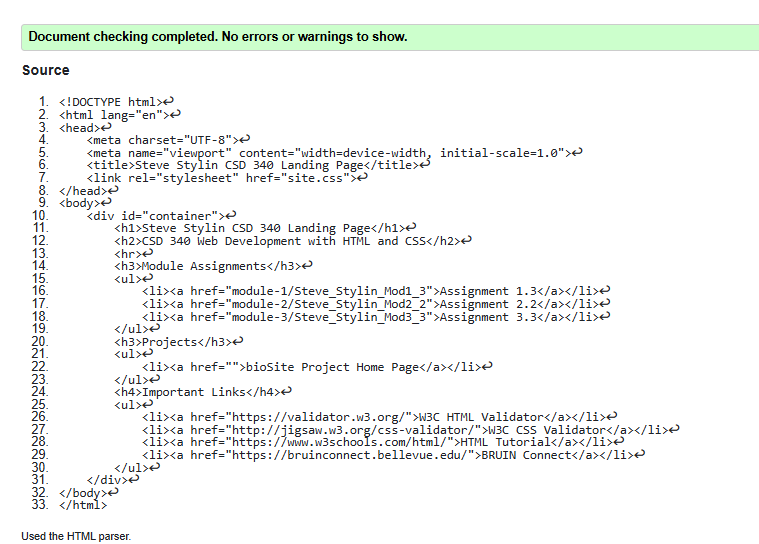 Document checking completed. No errors or warnings to show.
Source
1. <!DOCTYPE html>↩
2. <html lang="en">↩
3. <head>↩
4.     <meta charset="UTF-8">↩
5.     <meta name="viewport" content="width=device-width, initial-scale=1.0">↩
6.     <title>Steve Stylin CSD 340 Landing Page</title>↩
7.     <link rel="stylesheet" href="site.css">↩
8. </head>↩
9. <body>↩
10.     <div id="container">↩
11.         <h1>Steve Stylin CSD 340 Landing Page</h1>↩
12.         <h2>CSD 340 Web Development with HTML and CSS</h2>↩
13.         <hr>↩
14.         <h3>Module Assignments</h3>↩
15.         <ul>↩
16.             <li><a href="module-1/Steve_Stylin_Mod1_3">Assignment 1.3</a></li>↩
17.             <li><a href="module-2/Steve_Stylin_Mod2_2">Assignment 2.2</a></li>↩
18.             <li><a href="module-3/Steve_Stylin_Mod3_3">Assignment 3.3</a></li>↩
19.         </ul>↩
20.         <h3>Projects</h3>↩
21.         <ul>↩
22.             <li><a href="">bioSite Project Home Page</a></li>↩
23.         </ul>↩
24.         <h4>Important Links</h4>↩
25.         <ul>↩
26.             <li><a href="https://validator.w3.org/">W3C HTML Validator</a></li>↩
27.             <li><a href="http://jigsaw.w3.org/css-validator/">W3C CSS Validator</a></li>↩
28.             <li><a href="https://www.w3schools.com/html/">HTML Tutorial</a></li>↩
29.             <li><a href="https://bruinconnect.bellevue.edu/">BRUIN Connect</a></li>↩
30.         </ul>↩
31.     </div>↩
32. </body>↩
33. </html>
Used the HTML parser.